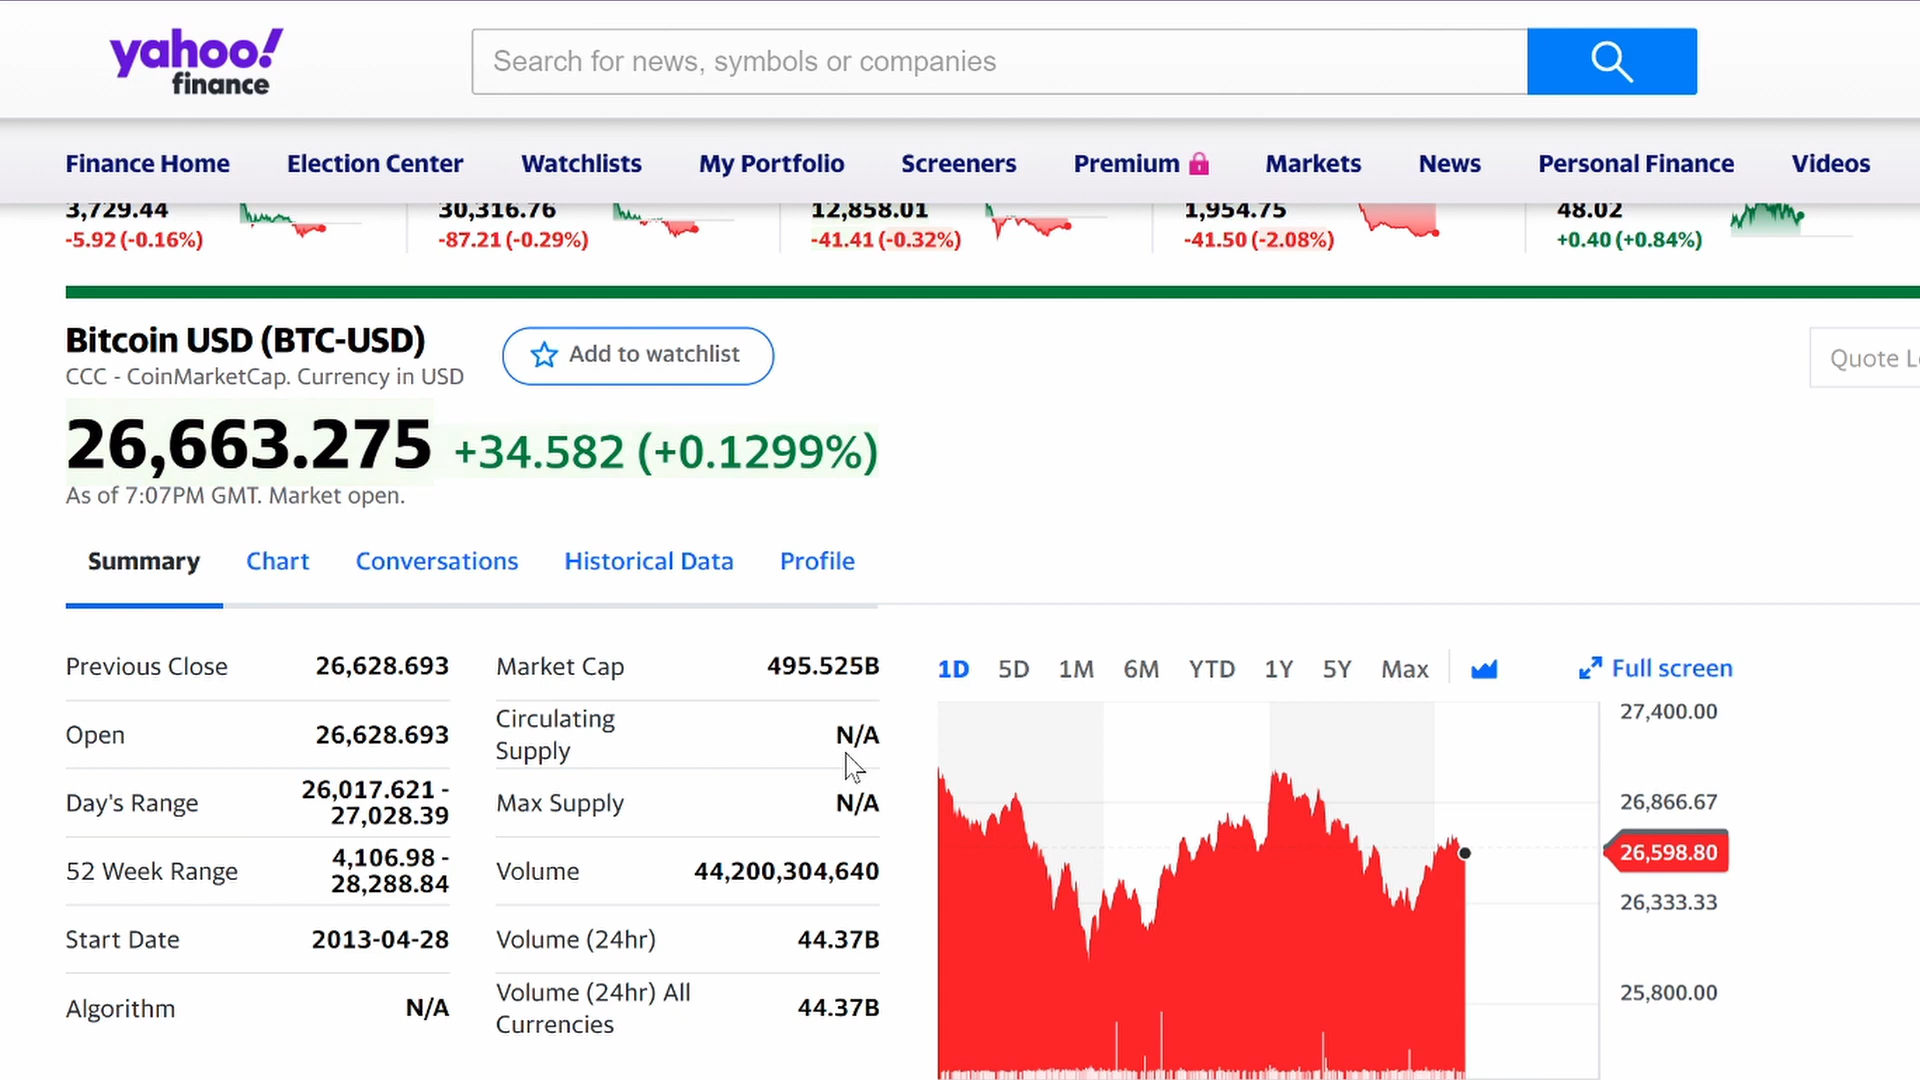 yahoo!
finance
Search for news, symbols or companies
Finance Home Election Center Watchlists My Portfolio Screeners Premium Markets News Personal Finance Videos
3,729.44 30,316.76 12,858.01 1,954.75 48.02
-5.92 (-0.16%) -87.21 (-0.29%) -41.41 (-0.32%) -41.50 (-2.08%) +0.40 (+0.84%)
Bitcoin USD (BTC-USD)
Add to watchlist
Quote
CCC - CoinMarketCap. Currency in USD
26,663.275 +34.582 (+0.1299%)
As of 7:07PM GMT. Market open.
Summary Chart Conversations Historical Data Profile
Previous Close 26,628.693
Open 26,628.693
Day's Range 26,017.621 -
27,028.39
52 Week Range 4,106.98 -
28,288.84
Start Date 2013-04-28
Algorithm N/A
Market Cap 495.525B
Circulating
Supply N/A
Max Supply N/A
Volume 44,200,304,640
Volume (24hr) 44.37B
Volume (24hr) All
Currencies 44.37B
1D 5D 1M 6M YTD 1Y 5Y Max Full screen
27,400.00
26,866.67
26,598.80
26,333.33
25,800.00